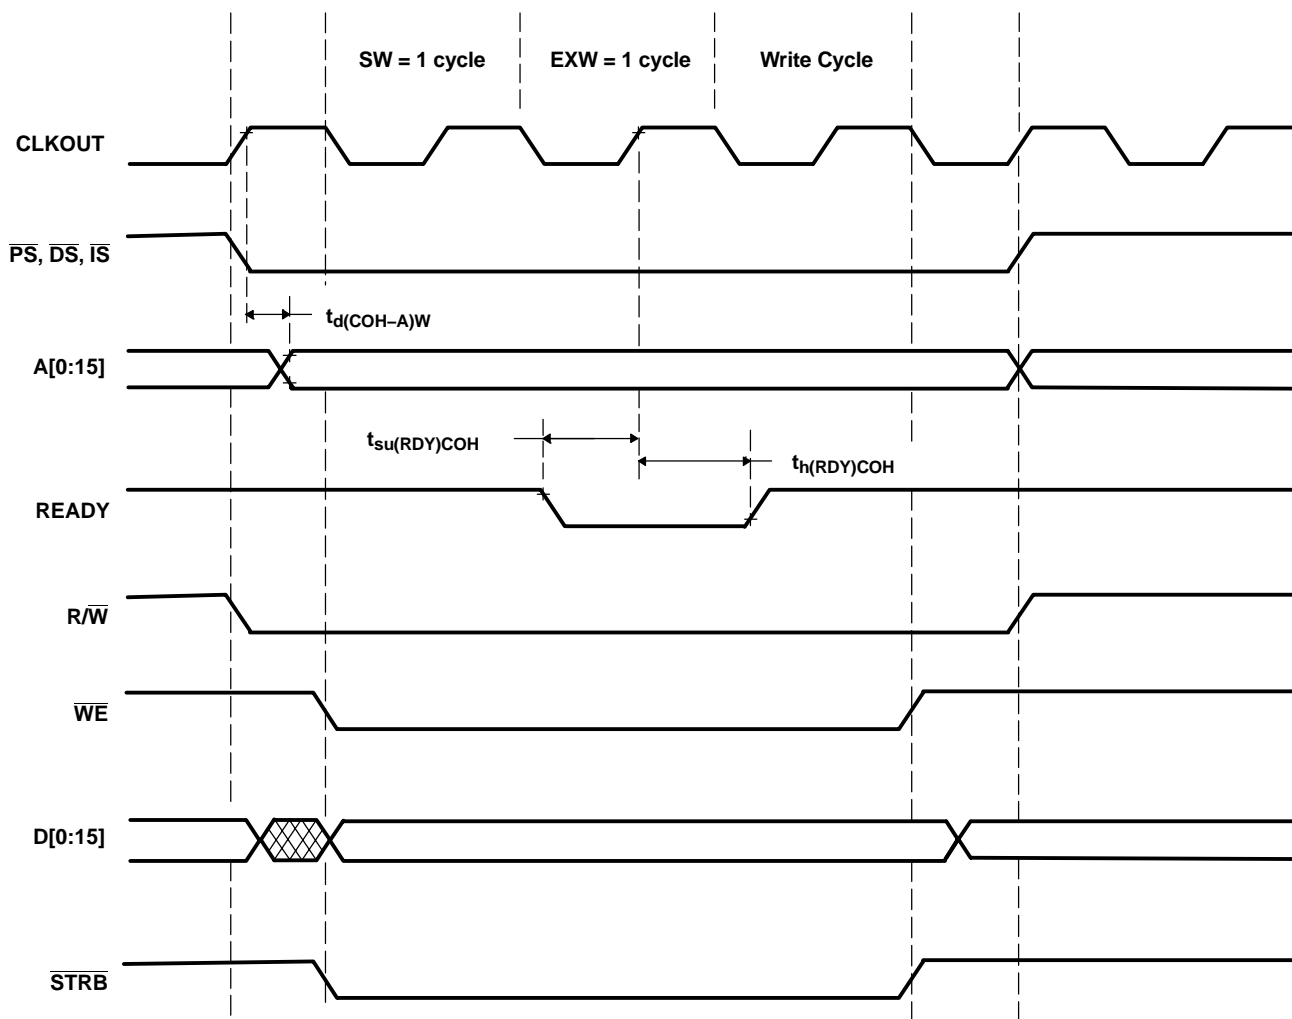 SW = 1 cycle EXW = 1 cycle Write Cycle
CLKOUT
PS, DS, IS
td(COH–A)W
A[0:15]
tsu(RDY)COH
th(RDY)COH
READY
R/W
WE
D[0:15]
STRB